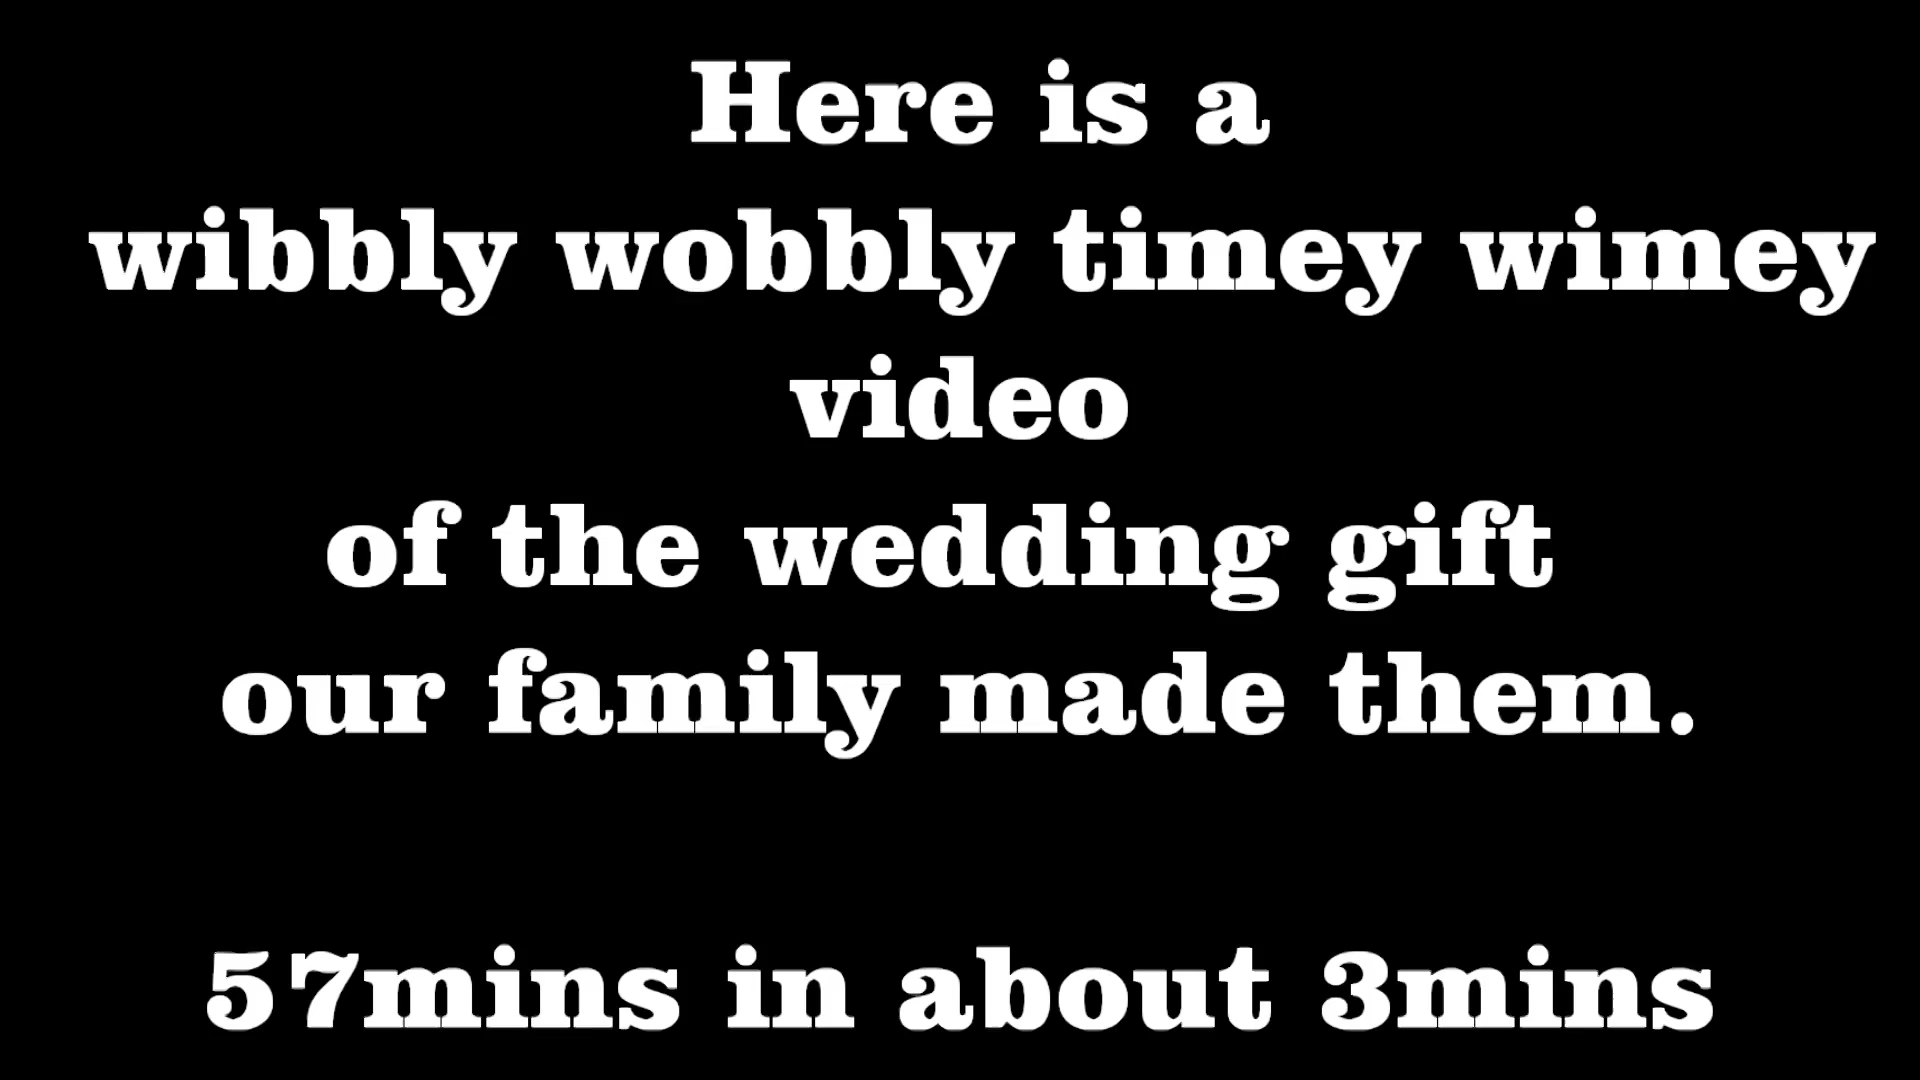 Here is a
wibbly wobbly timey wimey
video
of the wedding gift
our family made them.
57mins in about 3mins